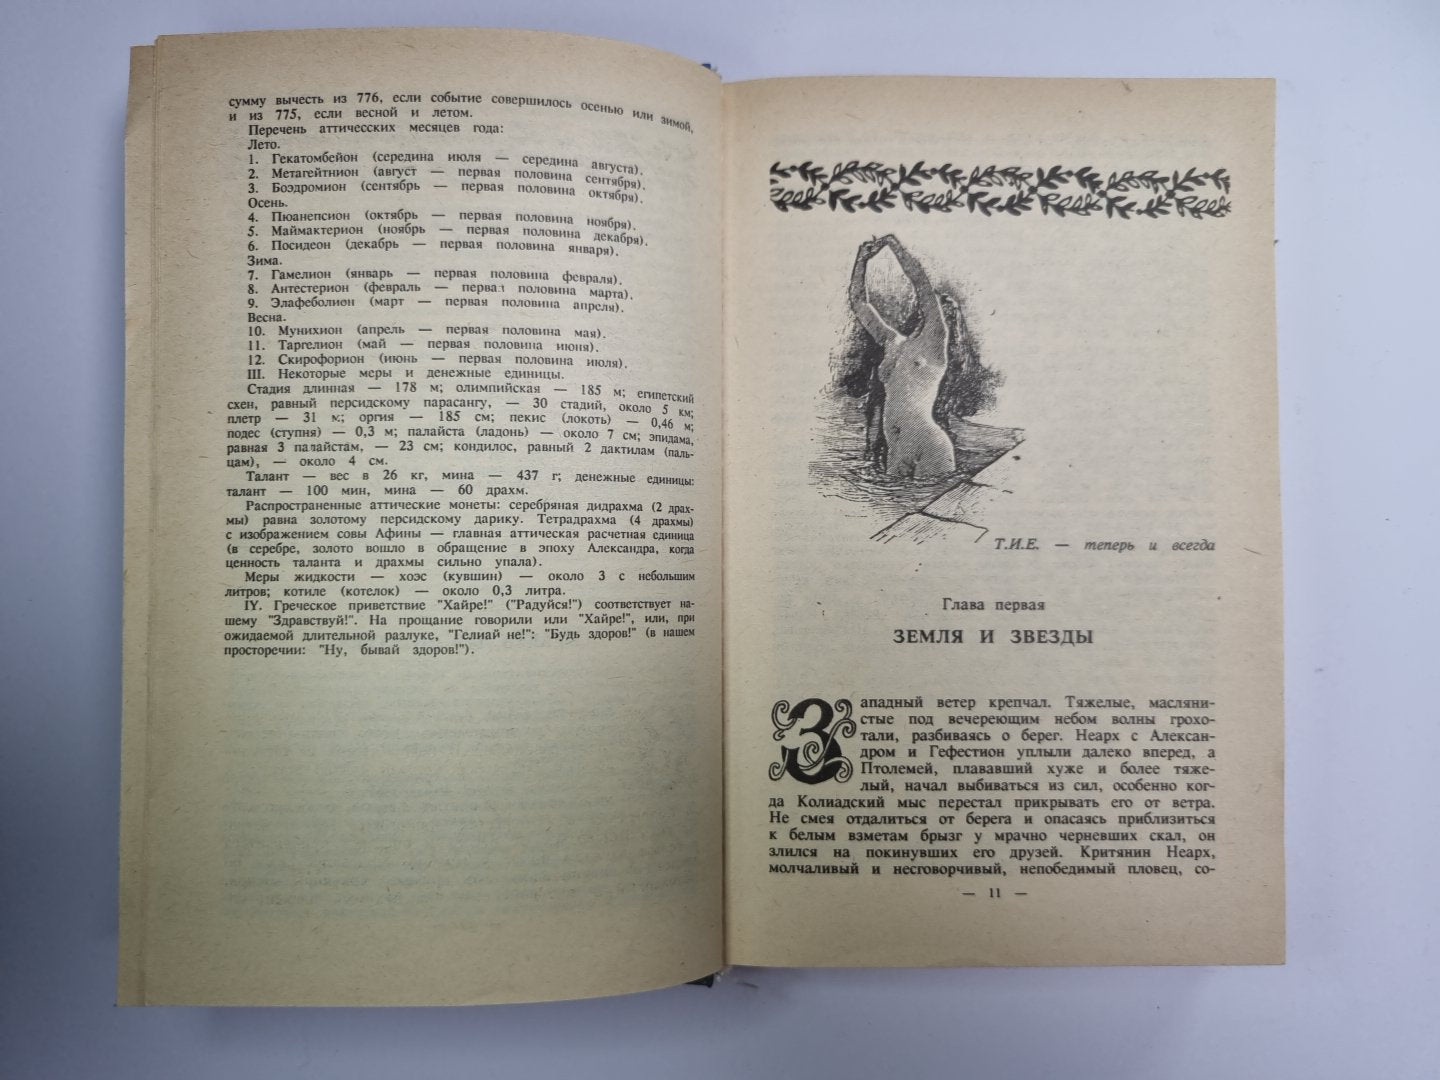 сумму вычесть из 776, если событие совершилось осенью или зимой,
и из 775, если весной и летом.
Перечень аттичесских месяцев года:
Лето.
1. Гекатомбейон (середина июля — середина августа).
2. Метагейтнион (август — первая половина сентября).
3. Боэдромион (сентябрь — первая половина октября).
Осень.
4. Пюанепсион (октябрь — первая половина ноября).
5. Маймактерион (ноябрь — первая половина декабря).
6. Посидеон (декабрь — первая половина января).
Зима.
7. Гамелион (январь — первая половина февраля).
8. Антестерион (февраль — первая половина марта).
9. Элафеболион (март — первая половина апреля).
Весна.
10. Мунихион (апрель — первая половина мая).
11. Таргелион (май — первая половина июня).
12. Скирофорион (июнь — первая половина июля).
III. Некоторые меры и денежные единицы.
Стадия длинная — 178 м; олимпийская — 185 м; египетский
схен, равный персидскому парасангу, — 30 стадий, около 5 км;
плетр — 31 м; оргия — 185 см; пекис (локоть) — 0,46 м;
подес (ступня) — 0,3 м; палайста (ладонь) — около 7 см; эпидама,
равная 3 палайстам, — 23 см; кондилос, равный 2 дактилам (паль-
цам), — около 4 см.
Талант — вес в 26 кг, мина — 437 г; денежные единицы:
талант — 100 мин, мина — 60 драхм.
Распространенные аттические монеты: серебряная дидрахма (2 драх-
мы) равна золотому персидскому дарику. Тетрадрахма (4 драхмы)
с изображением совы Афины — главная аттическая расчетная единица
(в серебре, золото вошло в обращение в эпоху Александра, когда
ценность таланта и драхмы сильно упала).
Меры жидкости — хоэс (кувшин) — около 3 с небольшим
литров; котиле (котелок) — около 0,3 литра.
IY. Греческое приветствие "Хайре!" ("Радуйся!") соответствует на-
шему "Здравствуй!". На прощание говорили или "Хайре!", или, при
ожидаемой длительной разлуке, "Гелиай не!": "Будь здоров!" (в нашем
просторечии: "Ну, бывай здоров!").
Т.И.Е. — теперь и всегда
Глава первая
ЗЕМЛЯ И ЗВЕЗДЫ
Западный ветер крепчал. Тяжелые, масляни-
стые под вечереющим небом волны грохо-
тали, разбиваясь о берег. Неарх с Алексан-
дром и Гефестион уплыли далеко вперед, а
Птолемей, плававший хуже и более тяже-
лый, начал выбиваться из сил, особенно ког-
да Колиадский мыс перестал прикрывать его от ветра.
Не смея отдалиться от берега и опасаясь приблизиться
к белым взметам брызг у мрачно черневших скал, он
злился на покинувших его друзей. Критянин Неарх,
молчаливый и несговорчивый, непобедимый пловец, со-
— 11 —